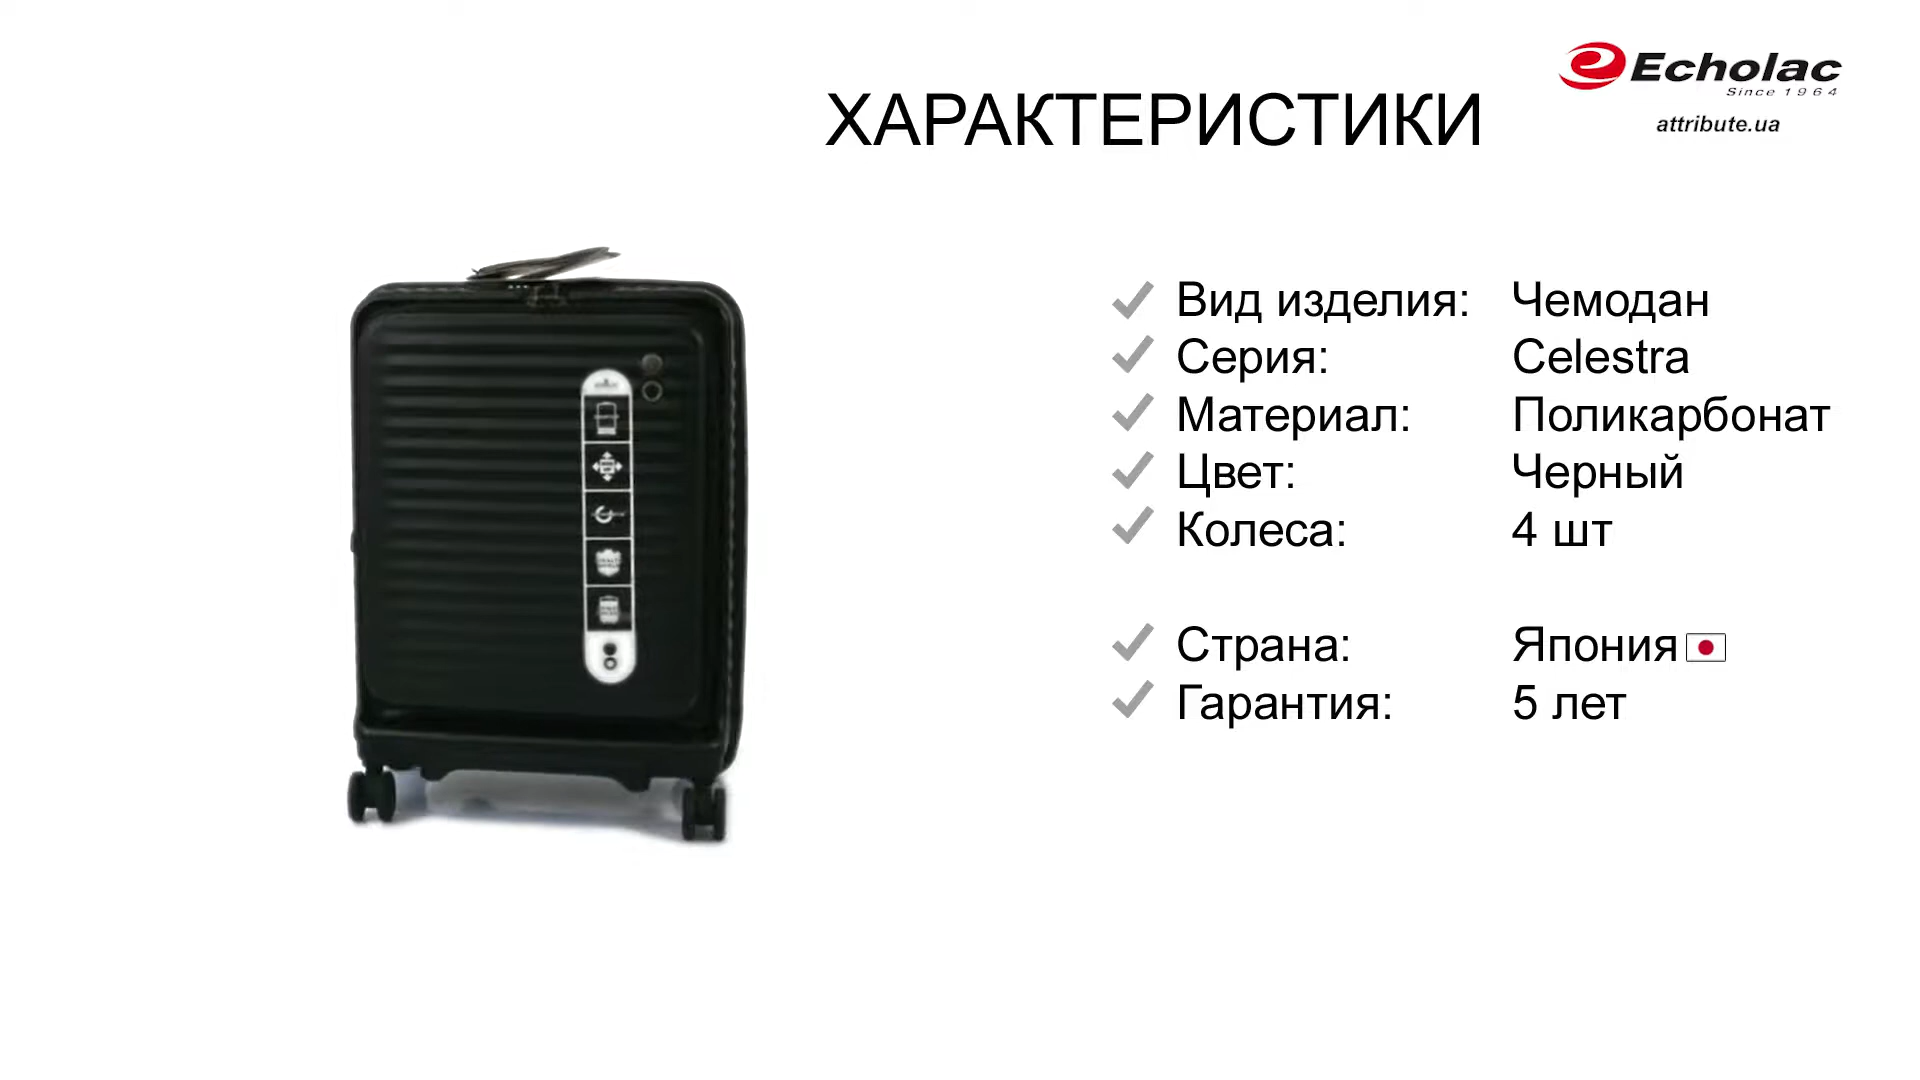 Echolac
Since 1964
attribute.ua
ХАРАКТЕРИСТИКИ
Вид изделия: Чемодан
Серия: Celestra
Материал: Поликарбонат
Цвет: Черный
Колеса: 4 шт
Страна: Япония
Гарантия: 5 лет